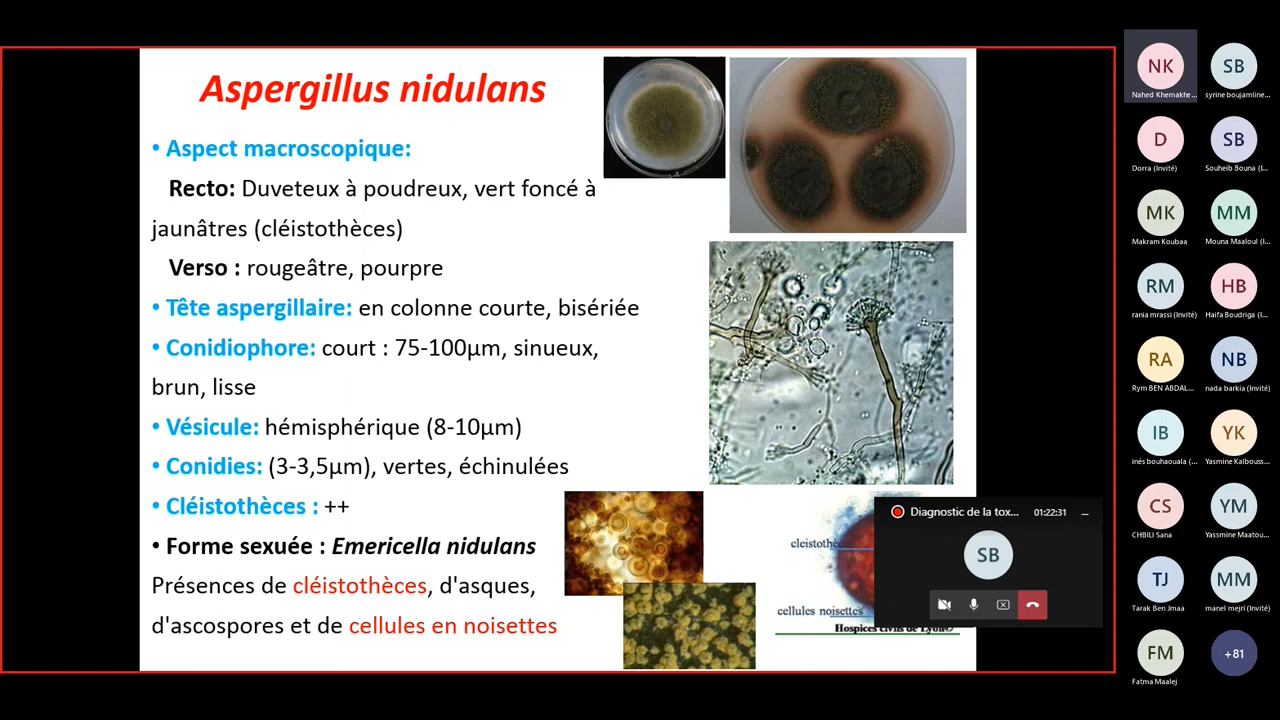 Aspergillus nidulans
• Aspect macroscopique:
Recto: Duveteux à poudreux, vert foncé à
jaunâtres (cléistothèces)
Verso : rougeâtre, pourpre
• Tête aspergillaire: en colonne courte, bisériée
• Conidiophore: court : 75-100µm, sinueux,
brun, lisse
• Vésicule: hémisphérique (8-10µm)
• Conidies: (3-3,5µm), vertes, échinulées
• Cléistothèces : ++
• Forme sexuée : Emericella nidulans
Présences de cléistothèces, d'asques,
d'ascospores et de cellules en noisettes
cellules noisettes
Hospices civils de Lyon©
Diagnostic de la tox... 01:22:31
SB
NK
Nahed Khemakhe...
SB
syrine boujamline...
D
Dorra (Invité)
SB
Souheib Bouna (I...
MK
Makram Koubaa
MM
Mouna Maaloul (I...
RM
rania mrassi (Invité)
HB
Haifa Boudriga (I...
RA
Rym BEN ABDAL...
NB
nada barkia (Invité)
IB
inés bouhaouala (...
YK
Yasmine Kalbouss...
CS
CHBILI Sana
YM
Yassmine Maatou...
TJ
Tarak Ben Jmaa
MM
manel mejri (Invité)
FM
Fatma Maalej
+81